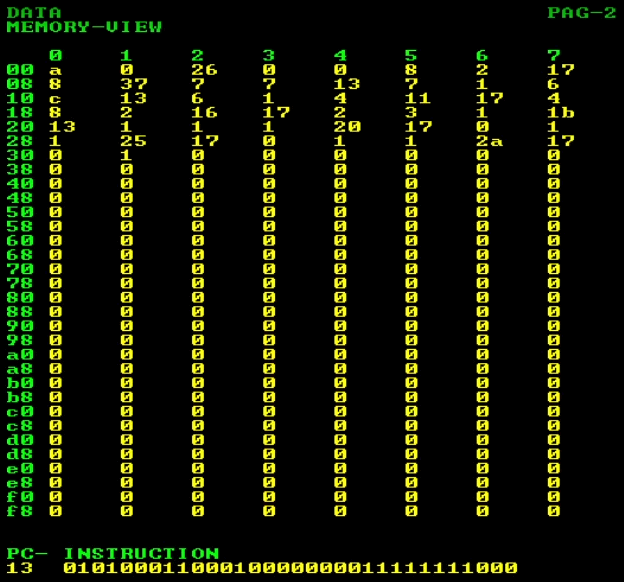 DATA PAG-2
MEMORY-VIEW
0 1 2 3 4 5 6 7
00 a 0 26 0 0 8 2 17
08 8 37 7 7 13 7 1 6
10 c 13 6 1 4 11 17 4
18 8 2 16 17 2 3 1 1b
20 13 1 1 1 20 17 0 1
28 1 25 17 0 1 1 2a 17
30 0 1 0 0 0 0 0 0
38 0 0 0 0 0 0 0 0
40 0 0 0 0 0 0 0 0
48 0 0 0 0 0 0 0 0
50 0 0 0 0 0 0 0 0
58 0 0 0 0 0 0 0 0
60 0 0 0 0 0 0 0 0
68 0 0 0 0 0 0 0 0
70 0 0 0 0 0 0 0 0
78 0 0 0 0 0 0 0 0
80 0 0 0 0 0 0 0 0
88 0 0 0 0 0 0 0 0
90 0 0 0 0 0 0 0 0
98 0 0 0 0 0 0 0 0
a0 0 0 0 0 0 0 0 0
a8 0 0 0 0 0 0 0 0
b0 0 0 0 0 0 0 0 0
b8 0 0 0 0 0 0 0 0
c0 0 0 0 0 0 0 0 0
c8 0 0 0 0 0 0 0 0
d0 0 0 0 0 0 0 0 0
d8 0 0 0 0 0 0 0 0
e0 0 0 0 0 0 0 0 0
e8 0 0 0 0 0 0 0 0
f0 0 0 0 0 0 0 0 0
f8 0 0 0 0 0 0 0 0
PC- INSTRUCTION
13 01010001100010000000011111111000